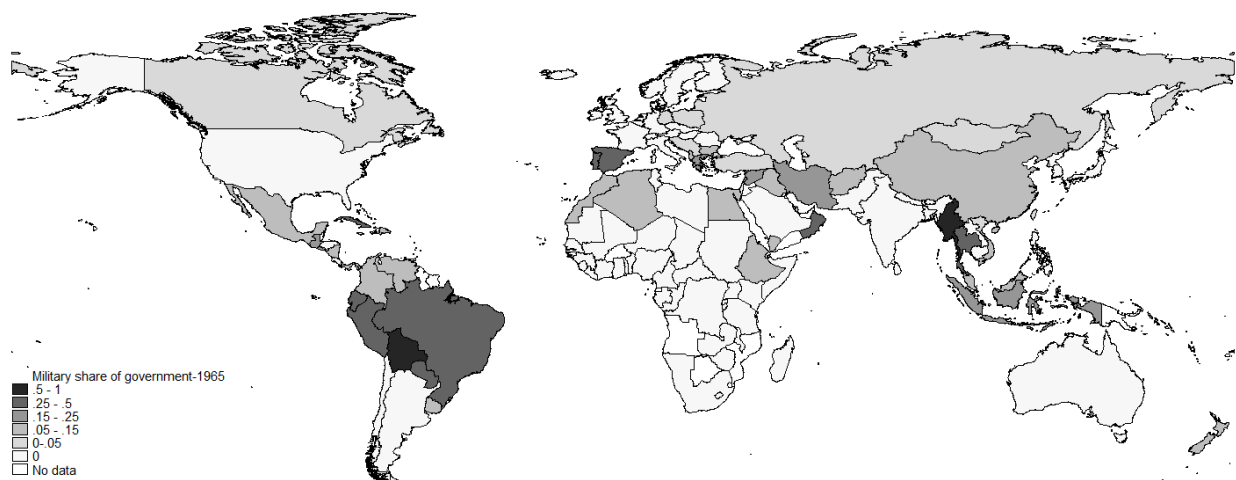 Military share of government-1965
.5 - 1
.25 - .5
.15 - .25
.05 - .15
0-.05
0
No data